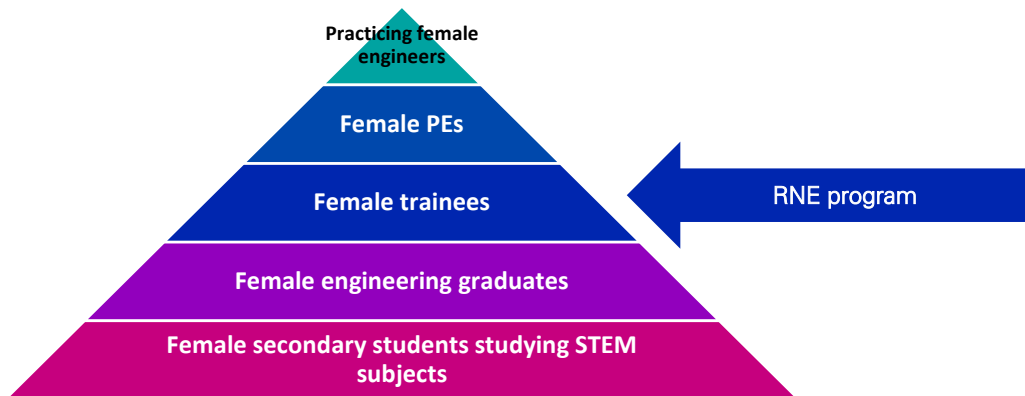 Practicing female
engineers
Female PEs
Female trainees
RNE program
Female engineering graduates
Female secondary students studying STEM
subjects